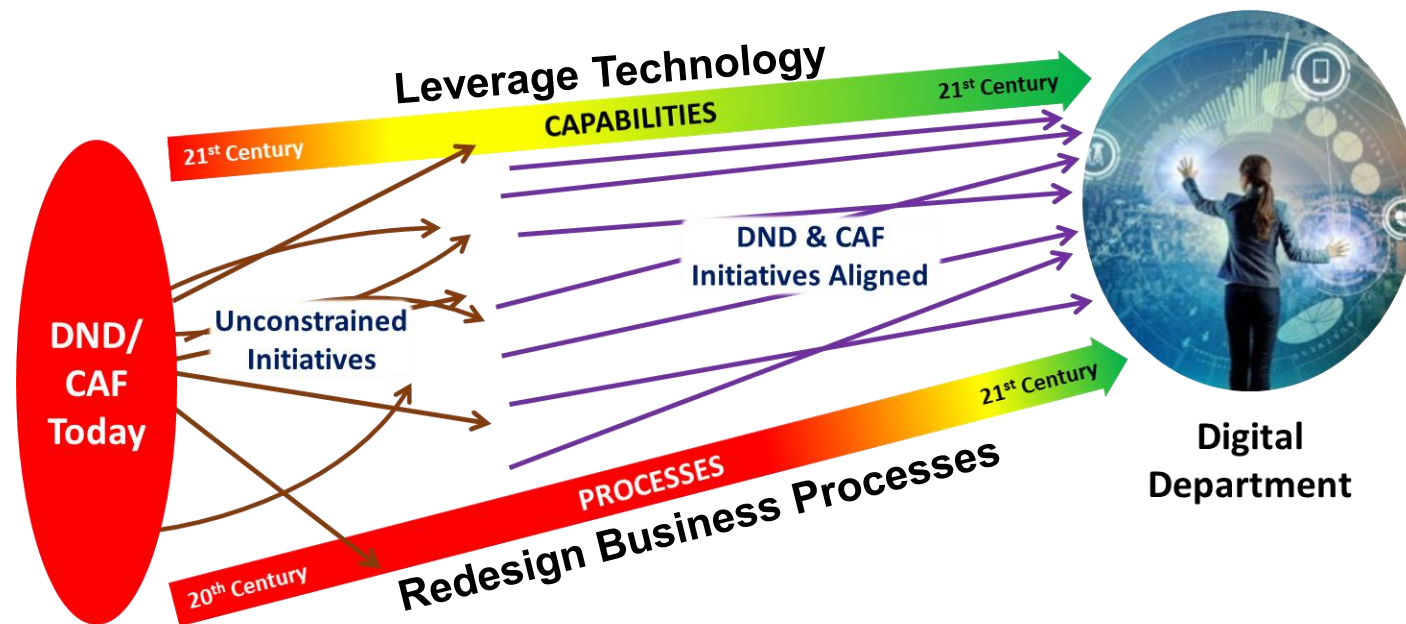 Leverage Technology
21st Century
CAPABILITIES
21st Century
DND/
CAF
Today
Unconstrained
Initiatives
DND & CAF
Initiatives Aligned
20th Century
PROCESSES
21st Century
Redesign Business Processes
Digital
Department